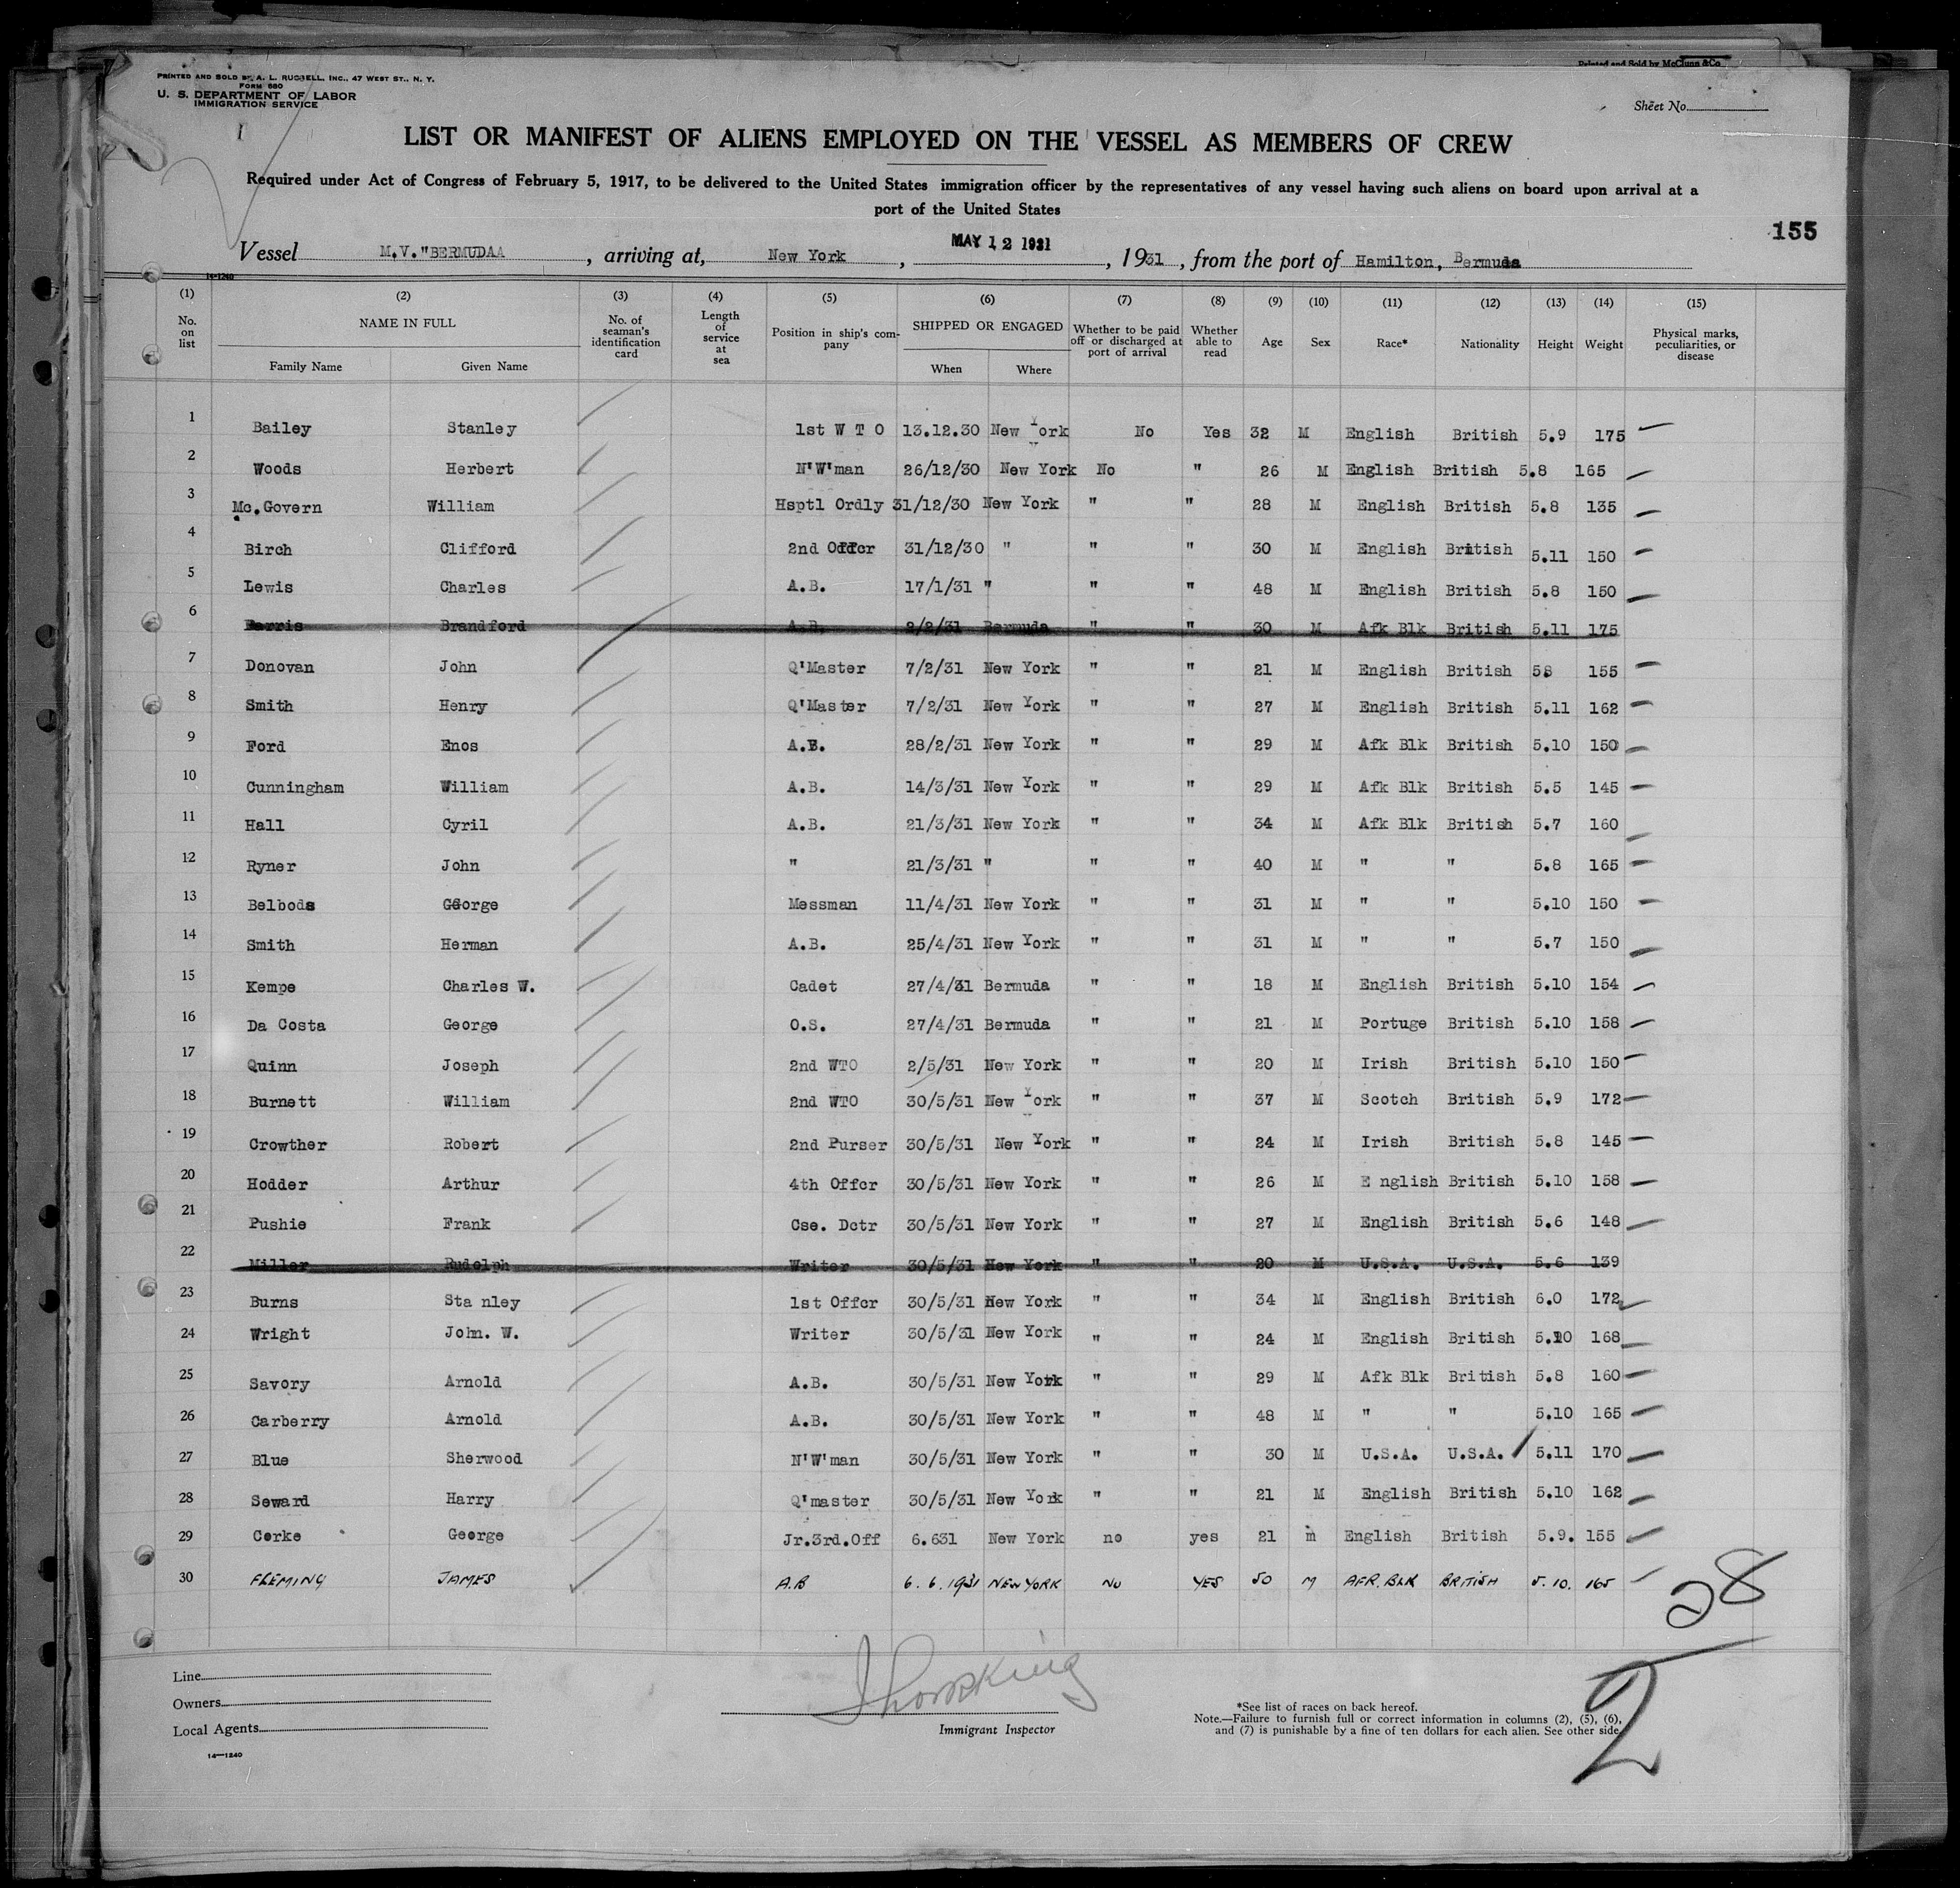 Printed and Sold by McClunn & Co
PRINTED AND SOLD BY A. L. RUSSELL, INC., 47 WEST ST., N. Y.
FORM 680
U. S. DEPARTMENT OF LABOR
IMMIGRATION SERVICE
Sheet No.
LIST OR MANIFEST OF ALIENS EMPLOYED ON THE VESSEL AS MEMBERS OF CREW
Required under Act of Congress of February 5, 1917, to be delivered to the United States immigration officer by the representatives of any vessel having such aliens on board upon arrival at a
port of the United States
155
MAY 12 1931
Vessel M.V. "BERMUDAA , arriving at, New York , , 1931 , from the port of Hamilton, Bermuda
14-1240
(1) (2) (3) (4) (5) (6) (7) (8) (9) (10) (11) (12) (13) (14) (15)
No. on list NAME IN FULL Family Name Given Name No. of seaman's identification card Length of service at sea Position in ship's company SHIPPED OR ENGAGED When Where Whether to be paid off or discharged at port of arrival Whether able to read Age Sex Race* Nationality Height Weight Physical marks, peculiarities, or disease
1 Bailey Stanley 1st W T O 13.12.30 New York No Yes 32 M English British 5.9 175
2 Woods Herbert N'W'man 26/12/30 New York No " 26 M English British 5.8 165
3 Mc.Govern William Hsptl Ordly 31/12/30 New York " " 28 M English British 5.8 135
4 Birch Clifford 2nd Offcr 31/12/30 " " " 30 M English British 5.11 150
5 Lewis Charles A.B. 17/1/31 " " " 48 M English British 5.8 150
6 Brandford A.B. 2/2/31 Bermuda " " 30 M Afk Blk British 5.11 175
7 Donovan John Q'Master 7/2/31 New York " " 21 M English British 58 155
8 Smith Henry Q'Master 7/2/31 New York " " 27 M English British 5.11 162
9 Ford Enos A.B. 28/2/31 New York " " 29 M Afk Blk British 5.10 150
10 Cunningham William A.B. 14/3/31 New York " " 29 M Afk Blk British 5.5 145
11 Hall Cyril A.B. 21/3/31 New York " " 34 M Afk Blk British 5.7 160
12 Ryner John " 21/3/31 " " " 40 M " " 5.8 165
13 Belboda George Messman 11/4/31 New York " " 31 M " " 5.10 150
14 Smith Herman A.B. 25/4/31 New York " " 31 M " " 5.7 150
15 Kempe Charles W. Cadet 27/4/31 Bermuda " " 18 M English British 5.10 154
16 Da Costa George O.S. 27/4/31 Bermuda " " 21 M Portuge British 5.10 158
17 Quinn Joseph 2nd WTO 2/5/31 New York " " 20 M Irish British 5.10 150
18 Burnett William 2nd WTO 30/5/31 New York " " 37 M Scotch British 5.9 172
19 Crowther Robert 2nd Purser 30/5/31 New York " " 24 M Irish British 5.8 145
20 Hodder Arthur 4th Offcr 30/5/31 New York " " 26 M E nglish British 5.10 158
21 Pushie Frank Cse. Dctr 30/5/31 New York " " 27 M English British 5.6 148
22 Miller Rudolph Writer 30/5/31 New York " " 20 M U.S.A. U.S.A. 5.6 139
23 Burns Sta nley 1st Offcr 30/5/31 New York " " 34 M English British 6.0 172
24 Wright John. W. Writer 30/5/31 New York " " 24 M English British 5.10 168
25 Savory Arnold A.B. 30/5/31 New York " " 29 M Afk Blk British 5.8 160
26 Carberry Arnold A.B. 30/5/31 New York " " 48 M " " 5.10 165
27 Blue Sherwood N'W'man 30/5/31 New York " " 30 M U.S.A. U.S.A. 5.11 170
28 Seward Harry Q'master 30/5/31 New York " " 21 M English British 5.10 162
29 Corke George Jr.3rd.Off 6.631 New York no yes 21 m English British 5.9. 155
30 FLEMING JAMES A.B 6.6.1931 NEW YORK NO YES 50 M AFR. BLK BRITISH 5.10. 165
28
2
Line
Owners
Local Agents
14—1240
Immigrant Inspector
*See list of races on back hereof.
Note.—Failure to furnish full or correct information in columns (2), (5), (6),
and (7) is punishable by a fine of ten dollars for each alien. See other side.